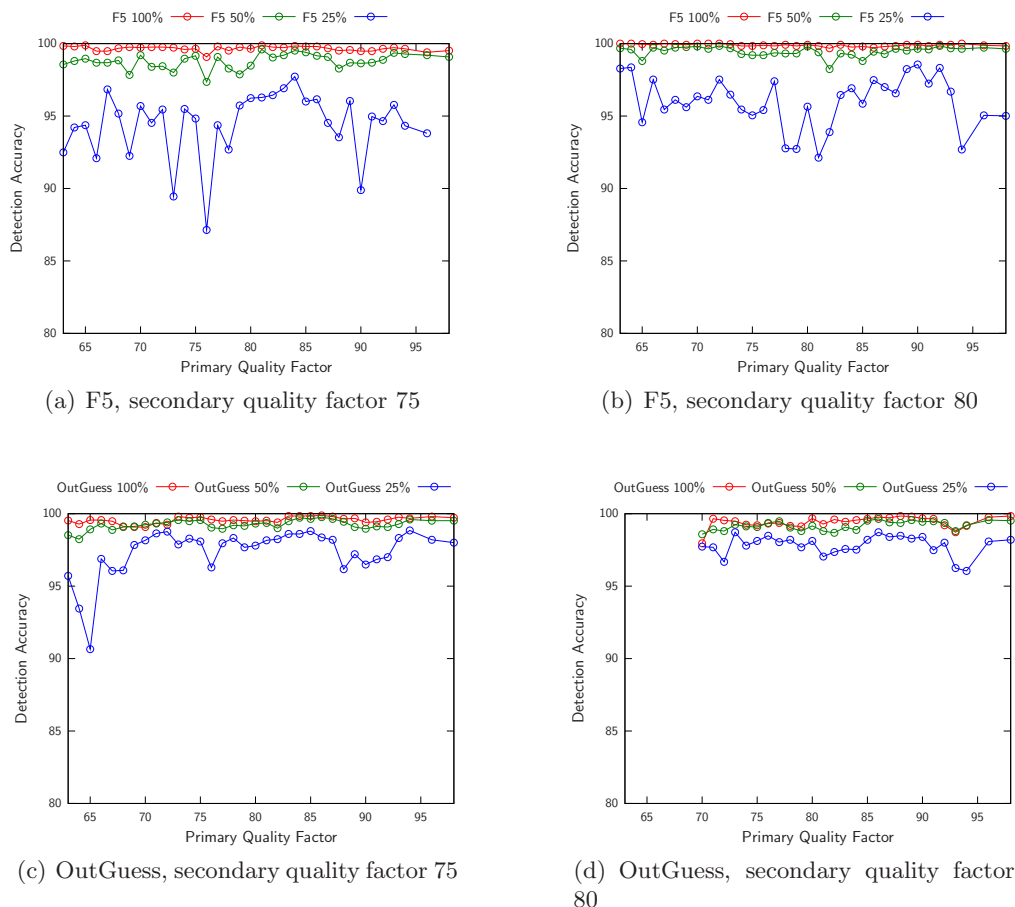 F5 100% F5 50% F5 25%
100
95
90
85
80
Detection Accuracy
65 70 75 80 85 90 95
Primary Quality Factor
(a) F5, secondary quality factor 75
F5 100% F5 50% F5 25%
100
95
90
85
80
Detection Accuracy
65 70 75 80 85 90 95
Primary Quality Factor
(b) F5, secondary quality factor 80
OutGuess 100% OutGuess 50% OutGuess 25%
100
95
90
85
80
Detection Accuracy
65 70 75 80 85 90 95
Primary Quality Factor
(c) OutGuess, secondary quality factor 75
OutGuess 100% OutGuess 50% OutGuess 25%
100
95
90
85
80
Detection Accuracy
65 70 75 80 85 90 95
Primary Quality Factor
(d) OutGuess, secondary quality factor
80